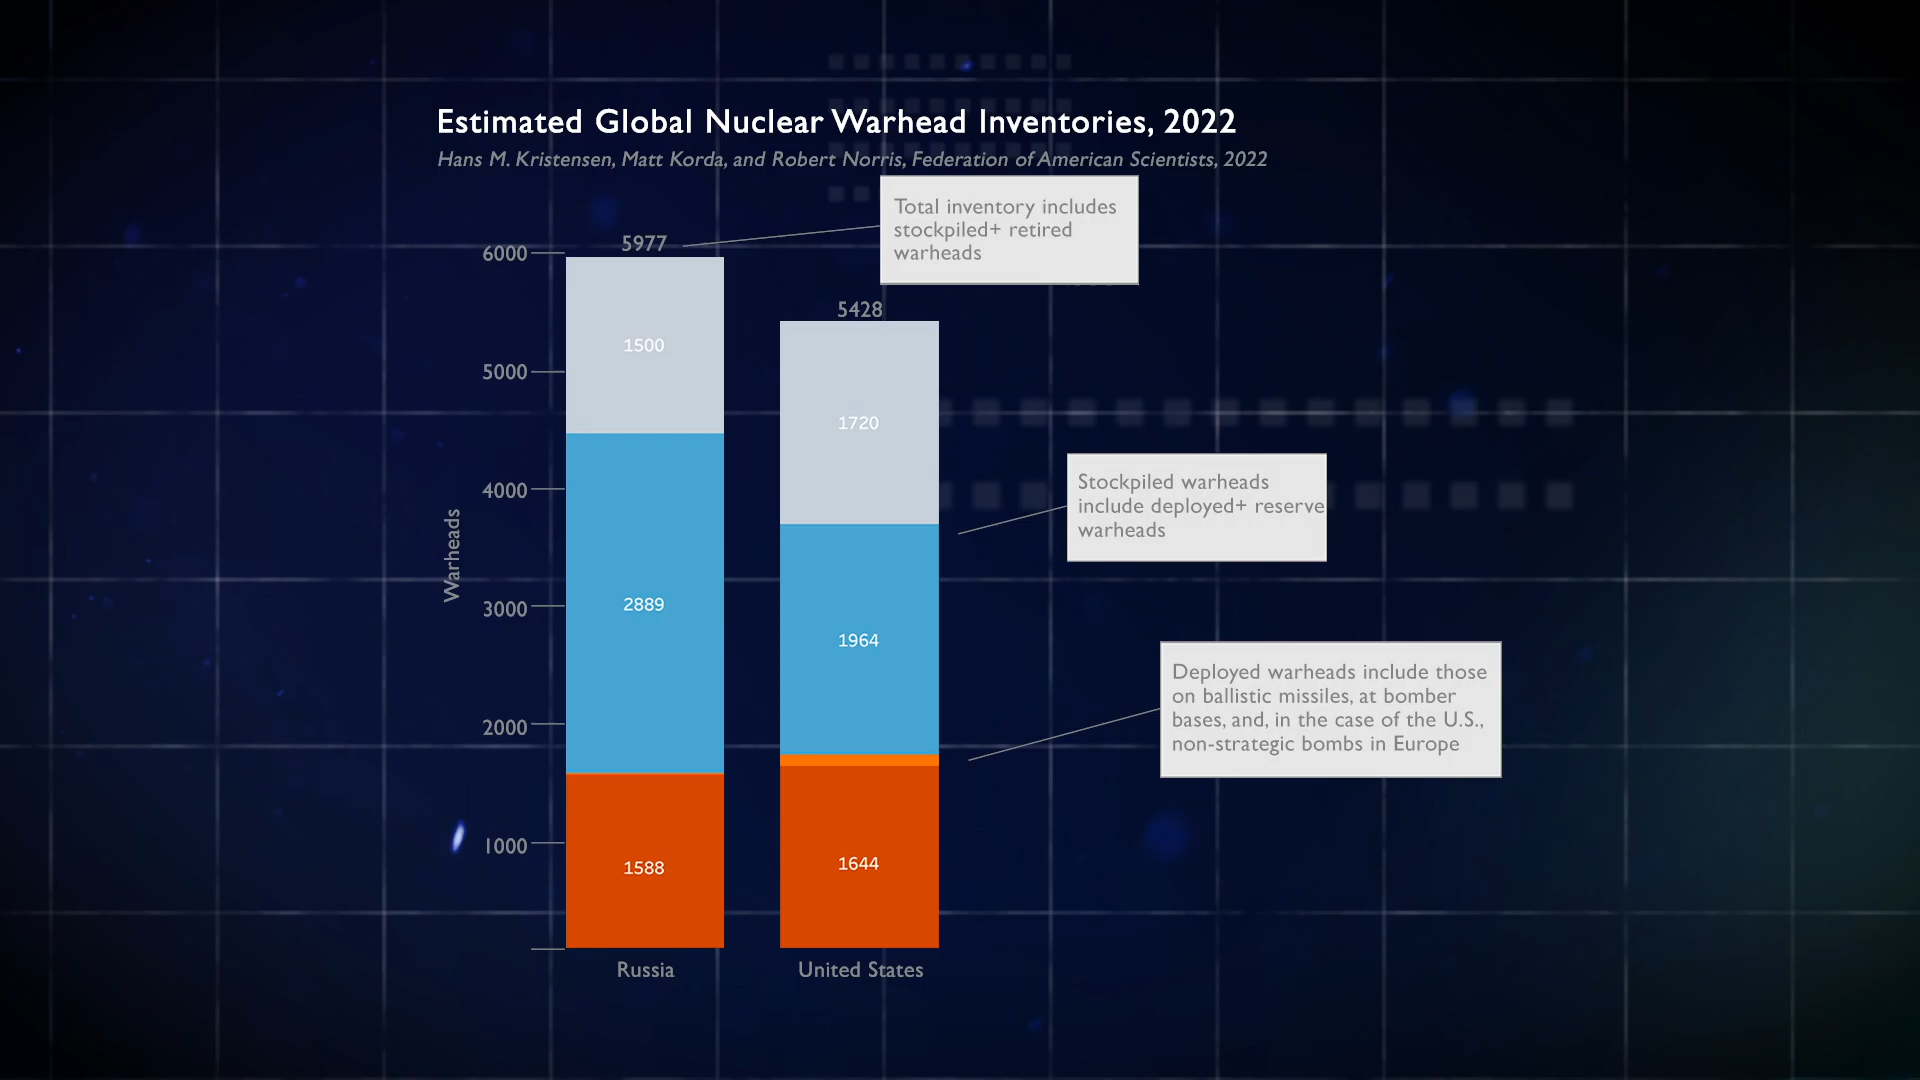 Estimated Global Nuclear Warhead Inventories, 2022
Hans M. Kristensen, Matt Korda, and Robert Norris, Federation of American Scientists, 2022
Total inventory includes
stockpiled+ retired
warheads
5977
6000
5428
1500
5000
1720
Stockpiled warheads
include deployed+ reserve
warheads
4000
Warheads
3000
2889
1964
Deployed warheads include those
on ballistic missiles, at bomber
bases, and, in the case of the U.S.,
non-strategic bombs in Europe
2000
1000
1588
1644
Russia
United States